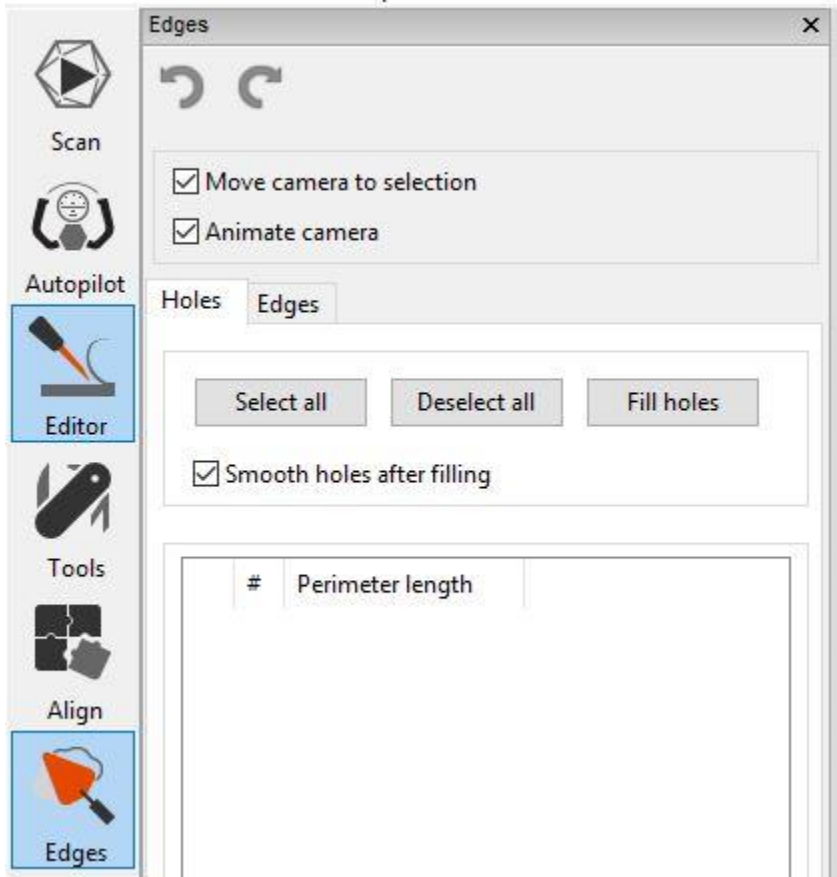 Edges
Scan
Autopilot
Editor
Tools
Align
Edges
Move camera to selection
Animate camera
Holes Edges
Select all Deselect all Fill holes
Smooth holes after filling
# Perimeter length